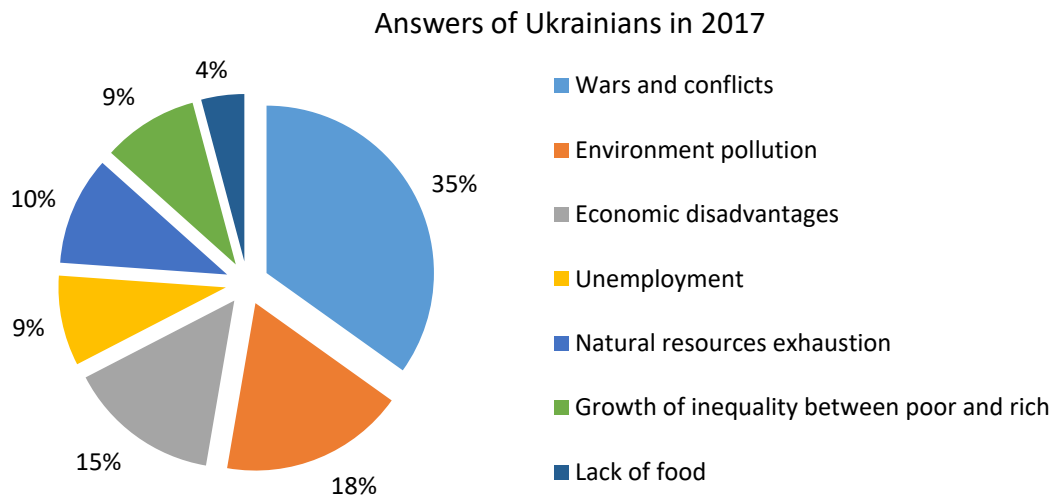 Answers of Ukrainians in 2017
4%
9%
10%
9%
15%
18%
35%
Wars and conflicts
Environment pollution
Economic disadvantages
Unemployment
Natural resources exhaustion
Growth of inequality between poor and rich
Lack of food